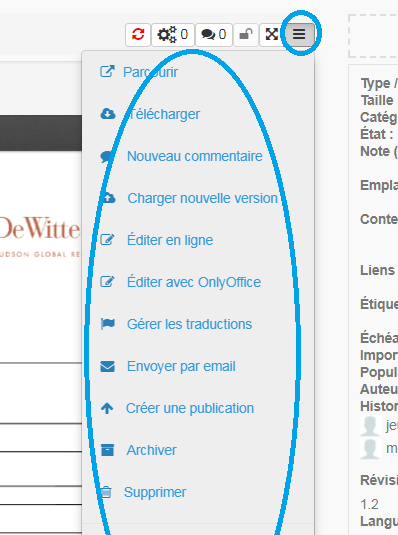 0 0
Parcourir
Télécharger
Nouveau commentaire
Charger nouvelle version
Éditer en ligne
Éditer avec OnlyOffice
Gérer les traductions
Envoyer par email
Créer une publication
Archiver
Supprimer
DeWitte
UDSON GLOBAL RE
Type /
Taille
Catég
État :
Note (
Empla
Conte
Liens
Étique
Échéa
Impor
Popul
Auteu
Histor
je
m
Révisi
1.2
Langu